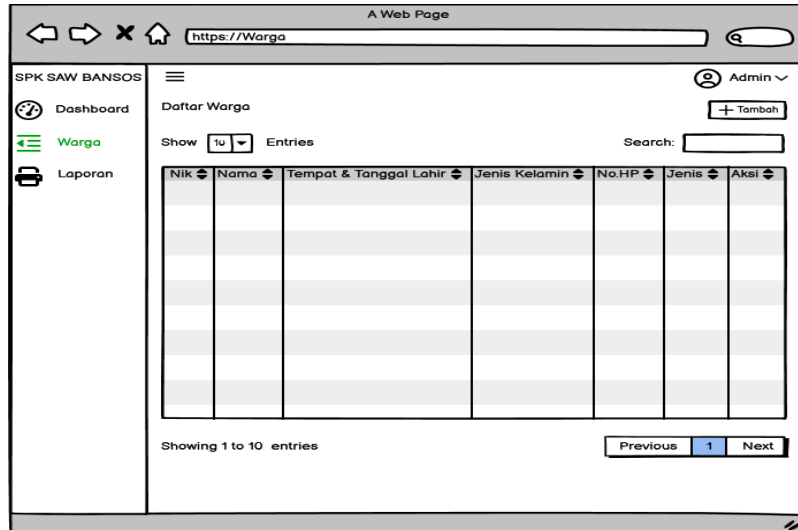 A Web Page
https://Warga
SPK SAW BANSOS
Admin
Dashboard
Daftar Warga
+ Tambah
Warga
Show 10 Entries
Search:
Laporan
Nik Nama Tempat & Tanggal Lahir Jenis Kelamin No.HP Jenis Aksi
Showing 1 to 10 entries
Previous 1 Next